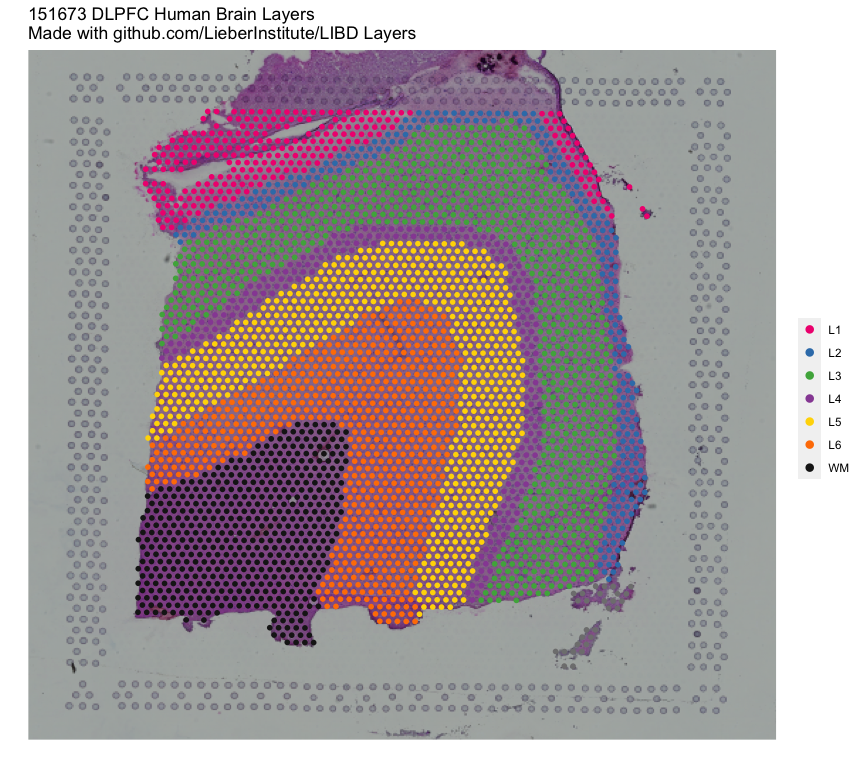 151673 DLPFC Human Brain Layers
Made with github.com/LieberInstitute/LIBD Layers
L1
L2
L3
L4
L5
L6
WM